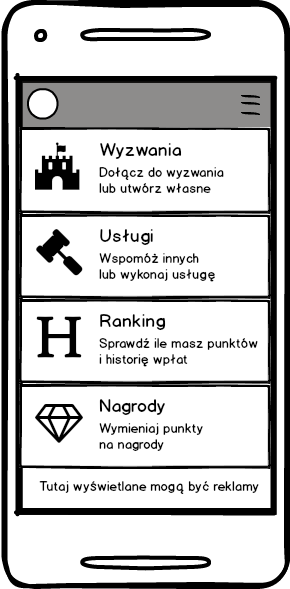 Wyzwania
Dołącz do wyzwania
lub utwórz własne
Usługi
Wspomóż innych
lub wykonaj usługę
H
Ranking
Sprawdź ile masz punktów
i historię wpłat
Nagrody
Wymieniaj punkty
na nagrody
Tutaj wyświetlane mogą być reklamy